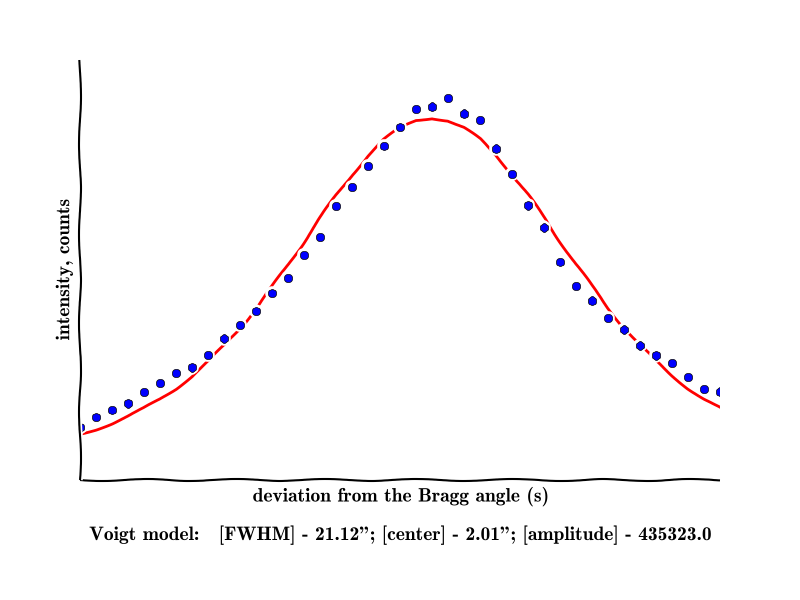 intensity, counts
deviation from the Bragg angle (s)
Voigt model: [FWHM] - 21.12”; [center] - 2.01”; [amplitude] - 435323.0